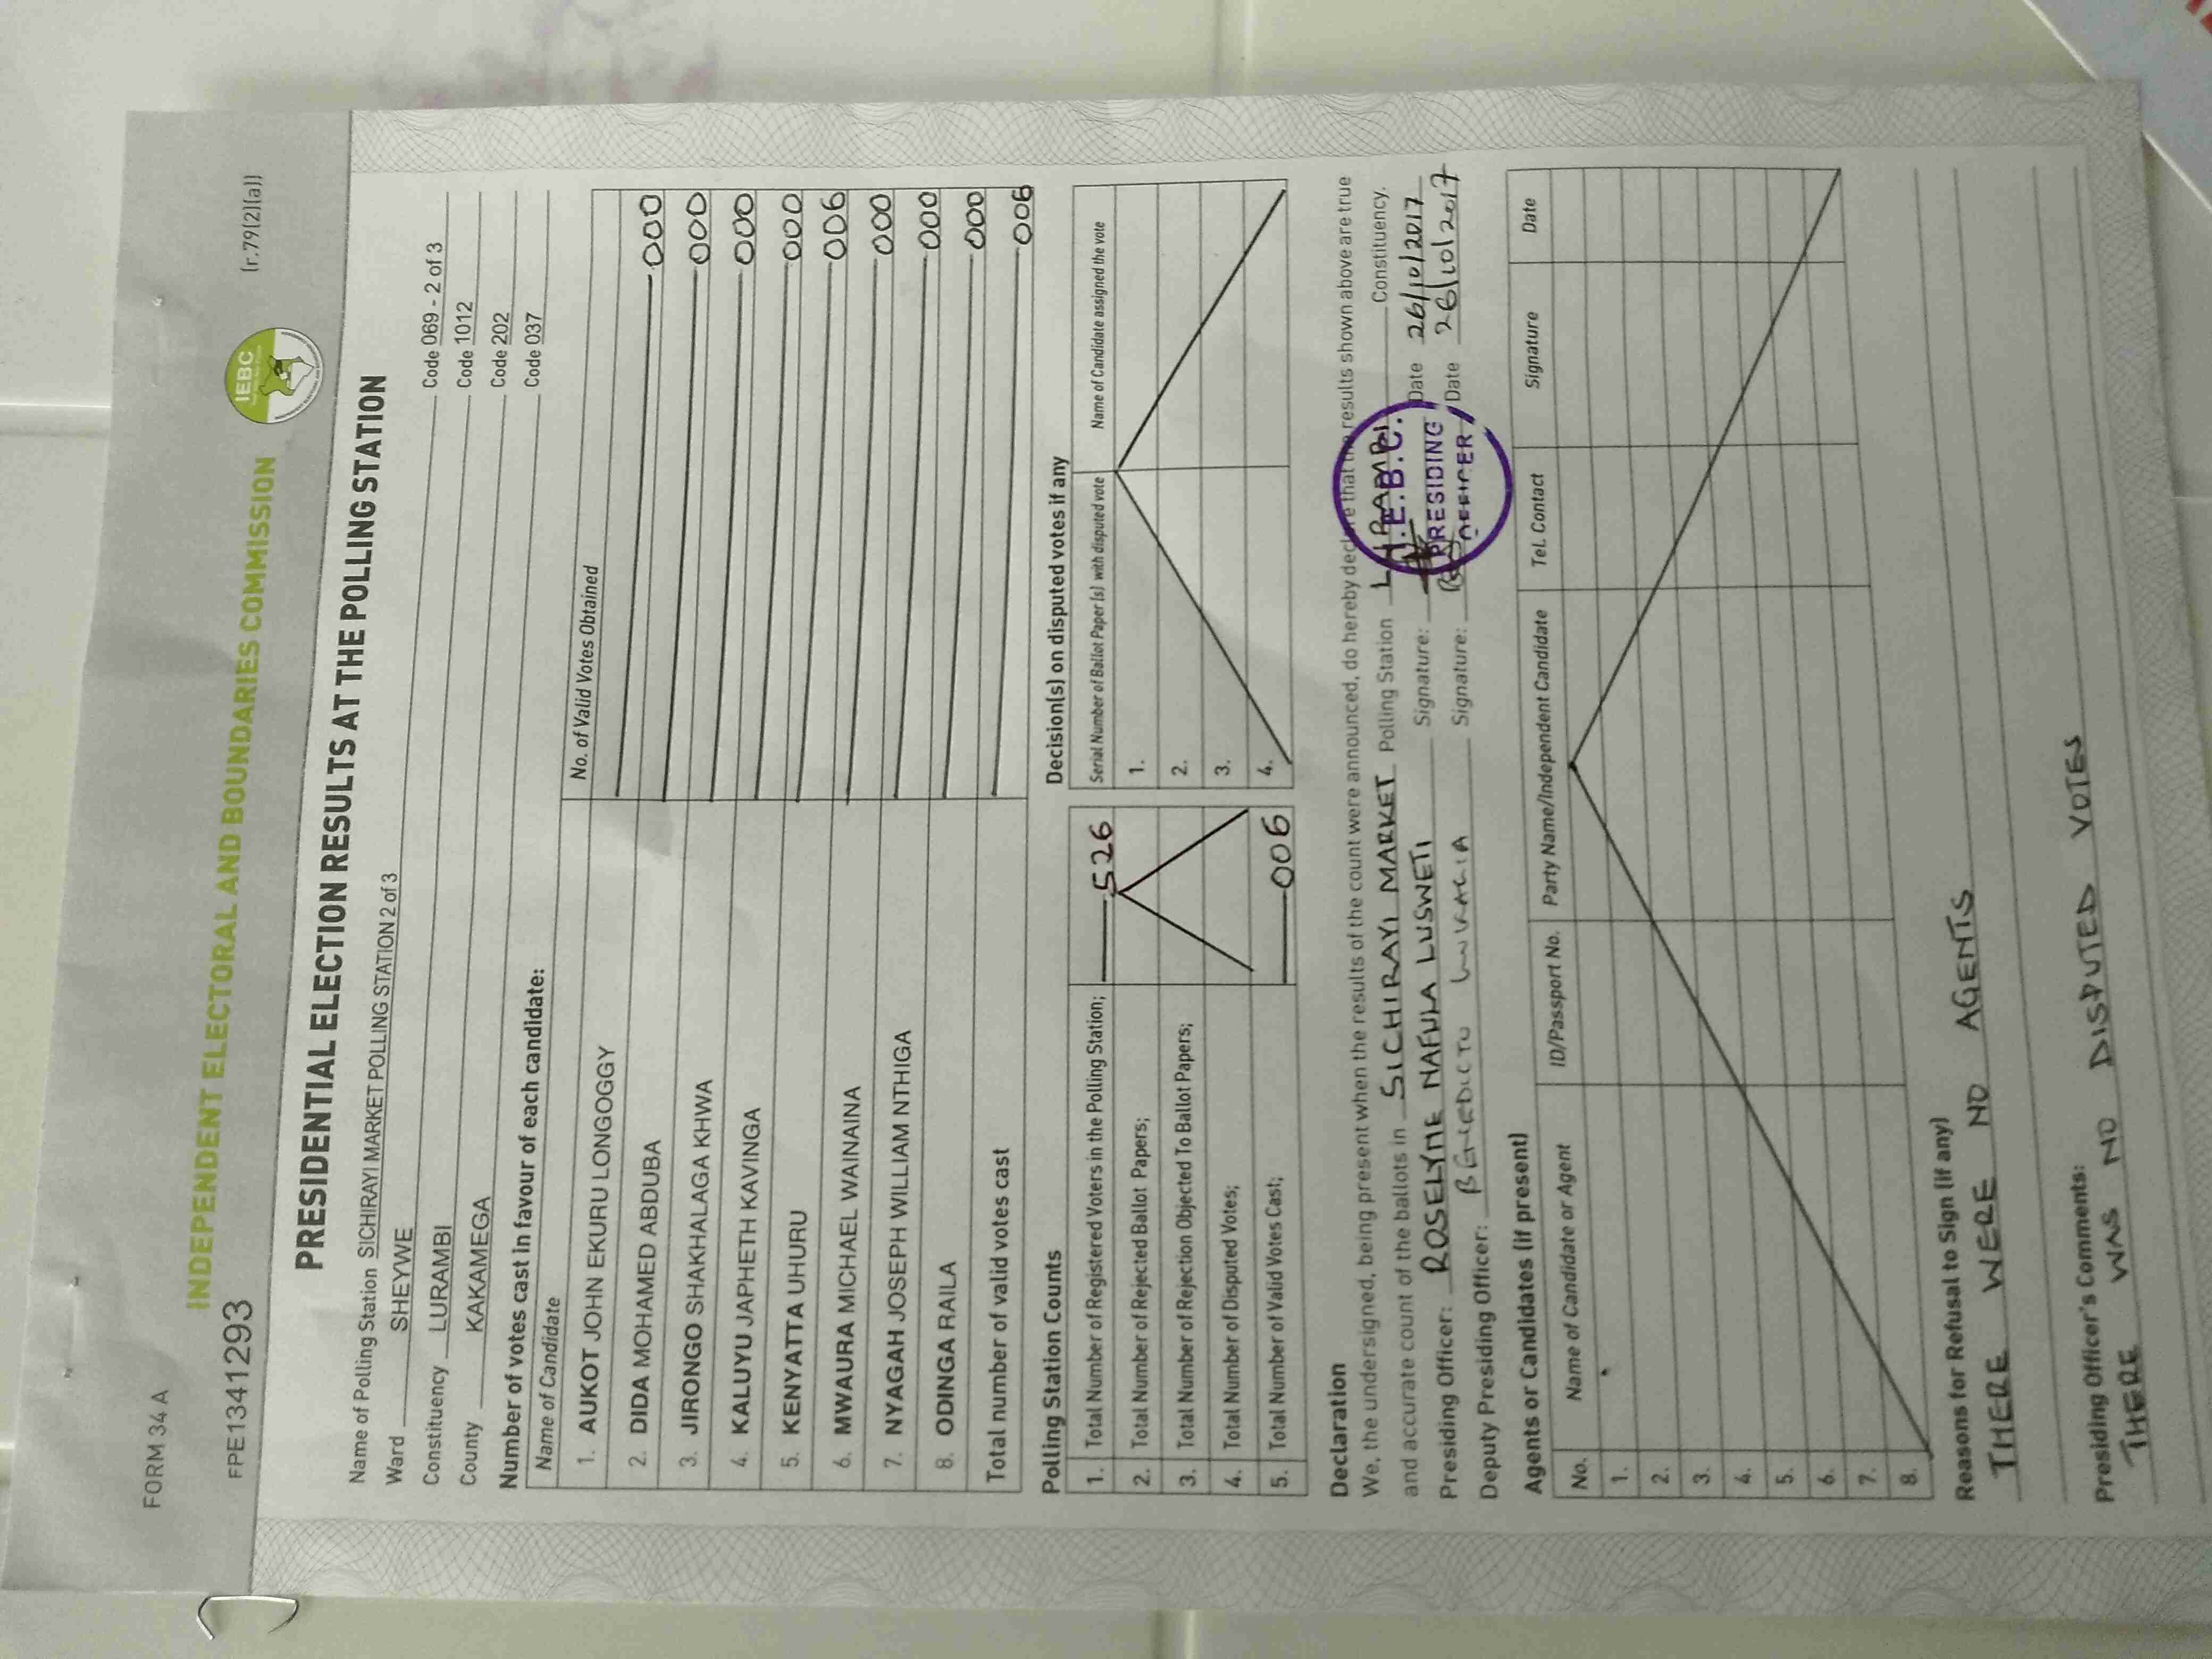 FORM 34 A (r.79(2)(a))
FPE1341293
INDEPENDENT ELECTORAL AND BOUNDARIES COMMISSION
IEBC
PRESIDENTIAL ELECTION RESULTS AT THE POLLING STATION
Name of Polling Station SICHIRAYI MARKET POLLING STATION 2 of 3 Code 069 - 2 of 3
Ward SHEYWE Code 1012
Constituency LURAMBI Code 202
County KAKAMEGA Code 037
Number of votes cast in favour of each candidate:
Name of Candidate No. of Valid Votes Obtained
1. AUKOT JOHN EKURU LONGOGGY 000
2. DIDA MOHAMED ABDUBA 000
3. JIRONGO SHAKHALAGA KHWA 000
4. KALUYU JAPHETH KAVINGA 000
5. KENYATTA UHURU 006
6. MWAURA MICHAEL WAINAINA 000
7. NYAGAH JOSEPH WILLIAM NTHIGA 000
8. ODINGA RAILA 000
Total number of valid votes cast 006
Polling Station Counts
1. Total Number of Registered Voters in the Polling Station; 526
2. Total Number of Rejected Ballot Papers;
3. Total Number of Rejection Objected To Ballot Papers;
4. Total Number of Disputed Votes;
5. Total Number of Valid Votes Cast; 006
Decision(s) on disputed votes if any
Serial Number of Ballot Paper (s) with disputed vote Name of Candidate assigned the vote
1.
2.
3.
4.
Declaration
We, the undersigned, being present when the results of the count were announced, do hereby declare that the results shown above are true
and accurate count of the ballots in SICHIRAYI MARKET Polling Station LURAMBI Constituency.
Presiding Officer: ROSELYNE NAFULA LUSWETI Signature: Date 26/10/2017
Deputy Presiding Officer: BENEDICTO Signature: Date 26/10/2017
I.E.B.C.
PRESIDING
OFFICER
Agents or Candidates (if present)
No. Name of Candidate or Agent ID/Passport No. Party Name/Independent Candidate Tel. Contact Signature Date
1.
2.
3.
4.
5.
6.
7.
8.
Reasons for Refusal to Sign (if any)
THERE WERE NO AGENTS
Presiding Officer's Comments:
THERE WAS NO DISPUTED VOTES